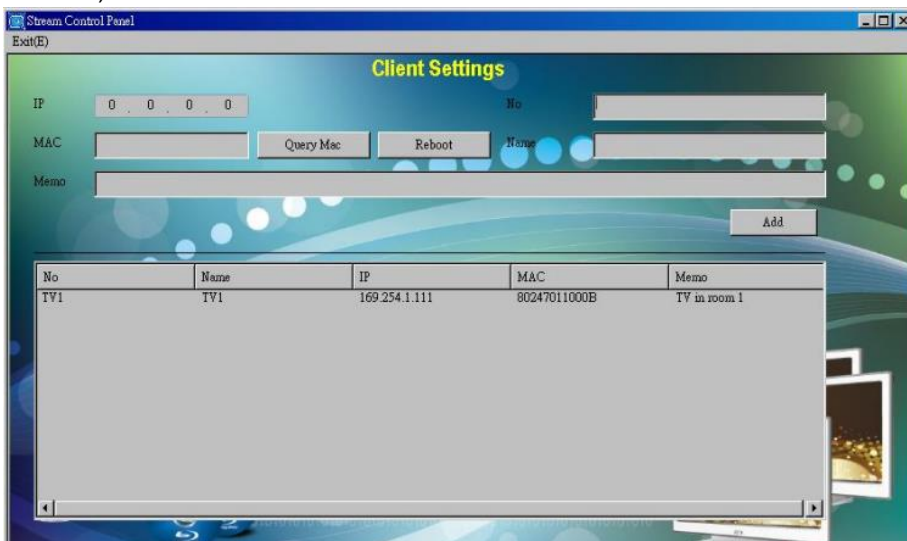 Stream Control Panel
Exit(E)
Client Settings
IP 0 . 0 . 0 . 0 No
MAC Query Mac Reboot Name
Memo
Add
No Name IP MAC Memo
TV1 TV1 169.254.1.111 80247011000B TV in room 1